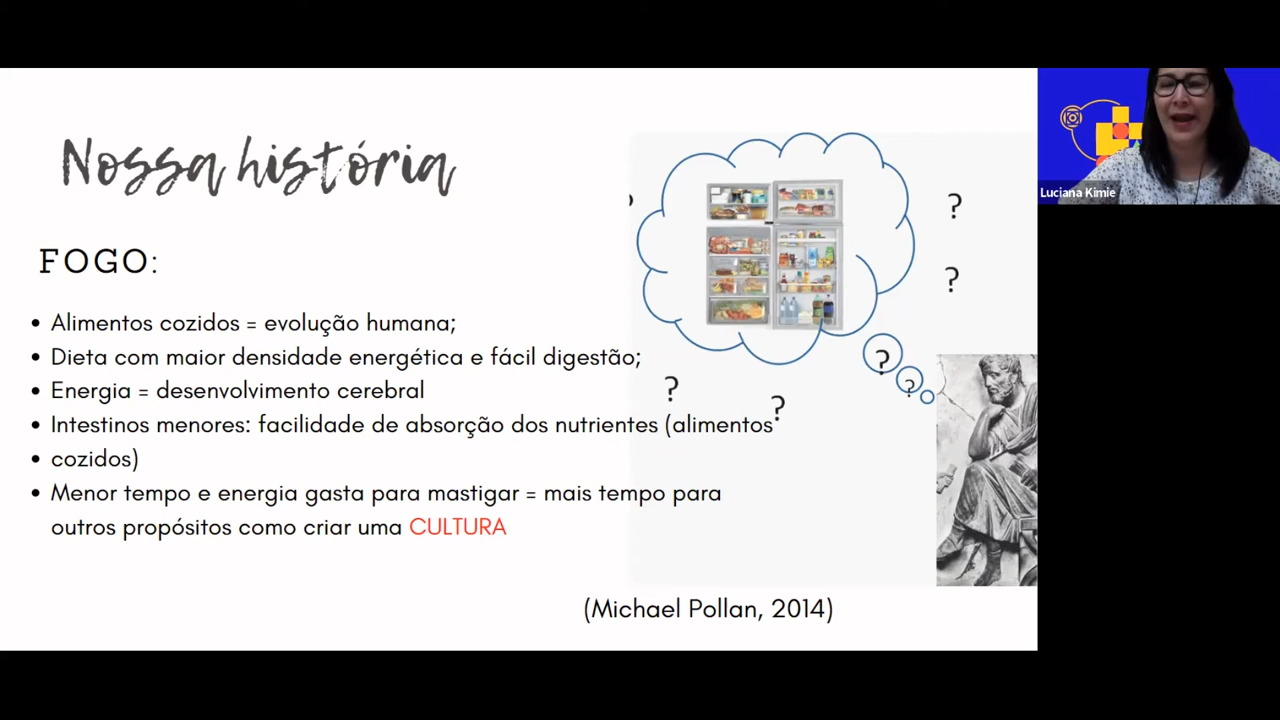 Nossa história
FOGO:
• Alimentos cozidos = evolução humana;
• Dieta com maior densidade energética e fácil digestão;
• Energia = desenvolvimento cerebral
• Intestinos menores: facilidade de absorção dos nutrientes (alimentos
• cozidos)
• Menor tempo e energia gasta para mastigar = mais tempo para
outros propósitos como criar uma CULTURA
?
?
?
?
?
?
?
(Michael Pollan, 2014)
Luciana Kimie